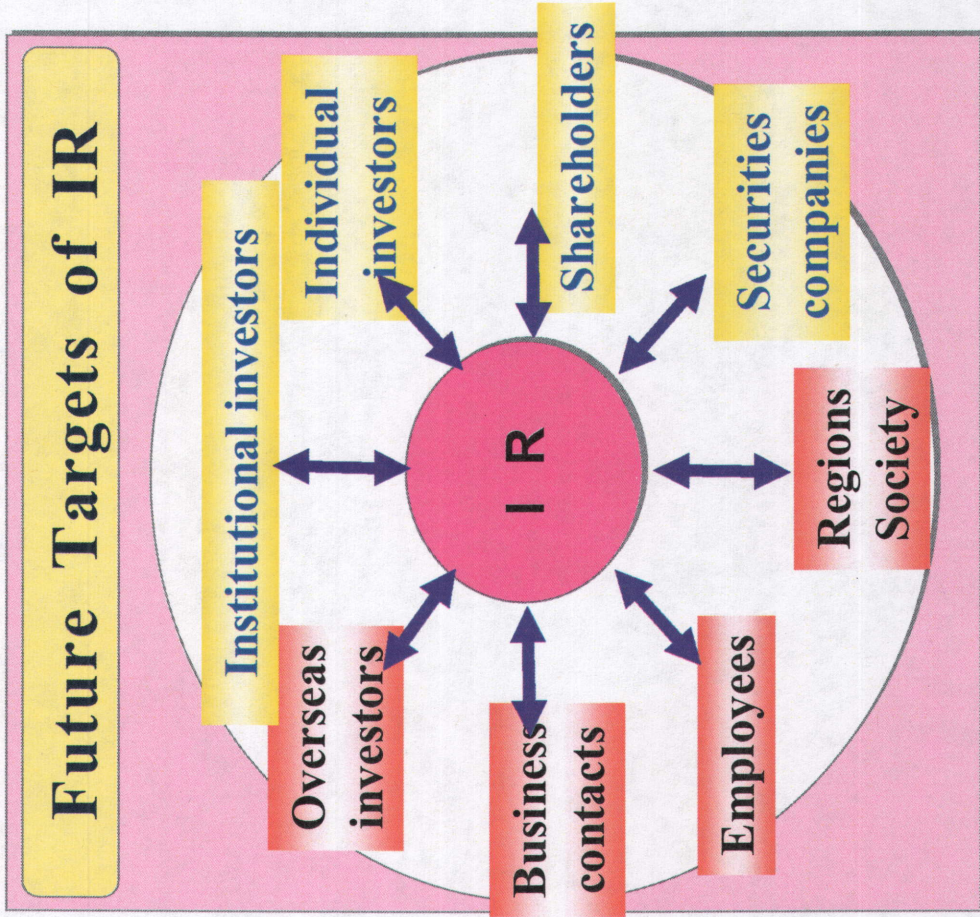 Future Targets of IR
Institutional investors
Individual
investors
Shareholders
Securities
companies
Regions
Society
Employees
Business
contacts
Overseas
investors
I R